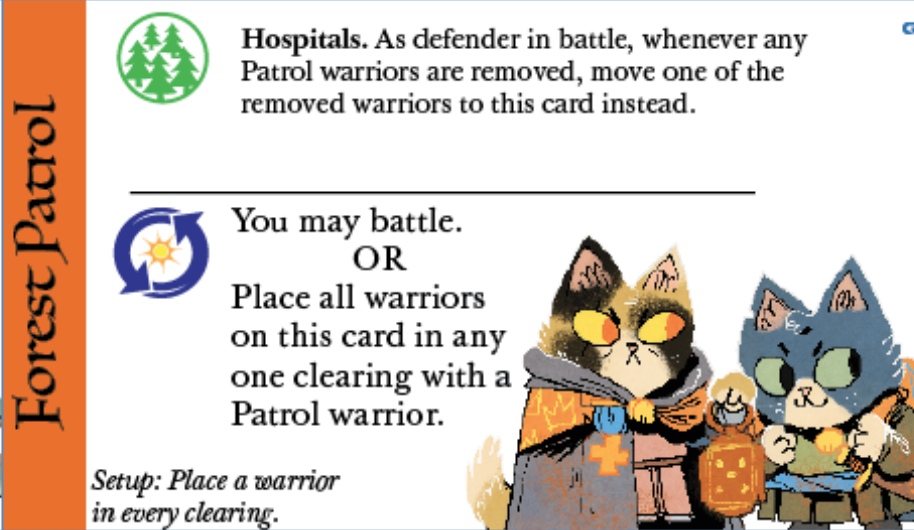 Forest Patrol
Hospitals. As defender in battle, whenever any
Patrol warriors are removed, move one of the
removed warriors to this card instead.
You may battle.
OR
Place all warriors
on this card in any
one clearing with a
Patrol warrior.
Setup: Place a warrior
in every clearing.